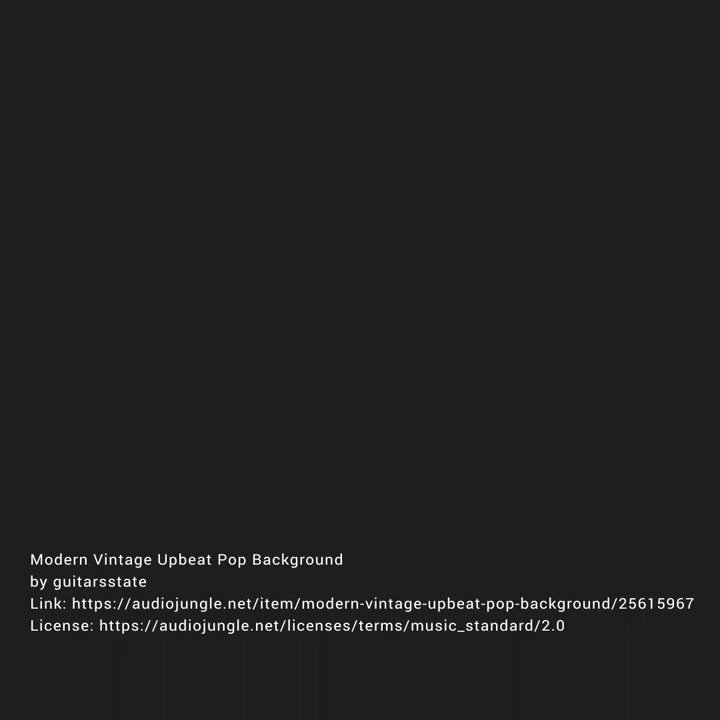 Modern Vintage Upbeat Pop Background
by guitarsstate
Link: https://audiojungle.net/item/modern-vintage-upbeat-pop-background/25615967
License: https://audiojungle.net/licenses/terms/music_standard/2.0